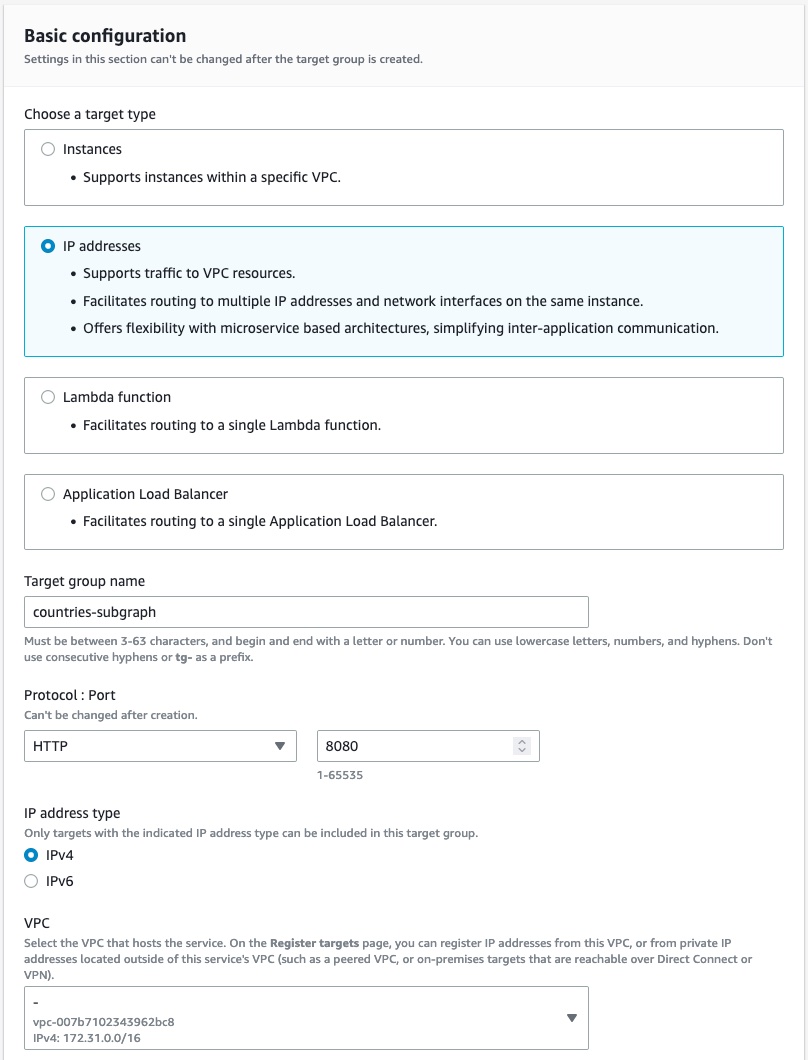 Basic configuration
Settings in this section can't be changed after the target group is created.
Choose a target type
Instances
• Supports instances within a specific VPC.
IP addresses
• Supports traffic to VPC resources.
• Facilitates routing to multiple IP addresses and network interfaces on the same instance.
• Offers flexibility with microservice based architectures, simplifying inter-application communication.
Lambda function
• Facilitates routing to a single Lambda function.
Application Load Balancer
• Facilitates routing to a single Application Load Balancer.
Target group name
countries-subgraph
Must be between 3-63 characters, and begin and end with a letter or number. You can use lowercase letters, numbers, and hyphens. Don't
use consecutive hyphens or tg- as a prefix.
Protocol : Port
Can't be changed after creation.
HTTP 8080
1-65535
IP address type
Only targets with the indicated IP address type can be included in this target group.
IPv4
IPv6
VPC
Select the VPC that hosts the service. On the Register targets page, you can register IP addresses from this VPC, or from private IP
addresses located outside of this service's VPC (such as a peered VPC, or on-premises targets that are reachable over Direct Connect or
VPN).
-
vpc-007b7102343962bc8
IPv4: 172.31.0.0/16